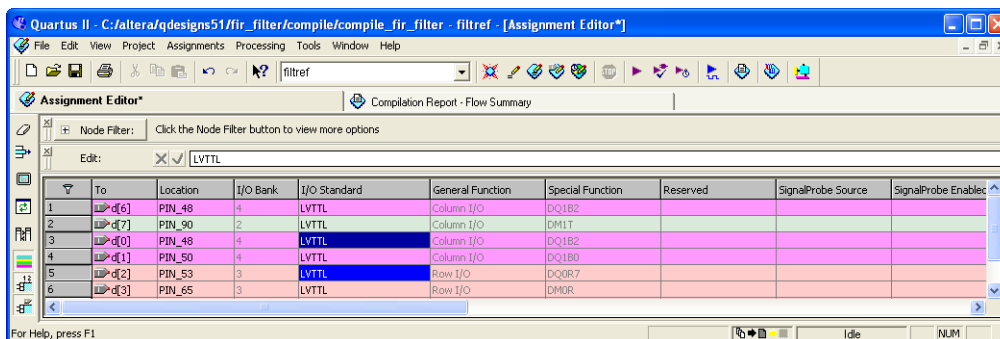 Quartus II - C:/altera/qdesigns51/fir_filter/compile/compile_fir_filter - filtref - [Assignment Editor*]
File Edit View Project Assignments Processing Tools Window Help
filtref
Assignment Editor* Compilation Report - Flow Summary
Node Filter: Click the Node Filter button to view more options
Edit: LVTTL
To Location I/O Bank I/O Standard General Function Special Function Reserved SignalProbe Source SignalProbe Enabled
1 d[6] PIN_48 4 LVTTL Column I/O DQ1B2
2 d[7] PIN_90 2 LVTTL Column I/O DM1T
3 d[0] PIN_48 4 LVTTL Column I/O DQ1B2
4 d[1] PIN_50 4 LVTTL Column I/O DQ1B0
5 d[2] PIN_53 3 LVTTL Row I/O DQ0R7
6 d[3] PIN_65 3 LVTTL Row I/O DM0R
For Help, press F1 Idle NUM